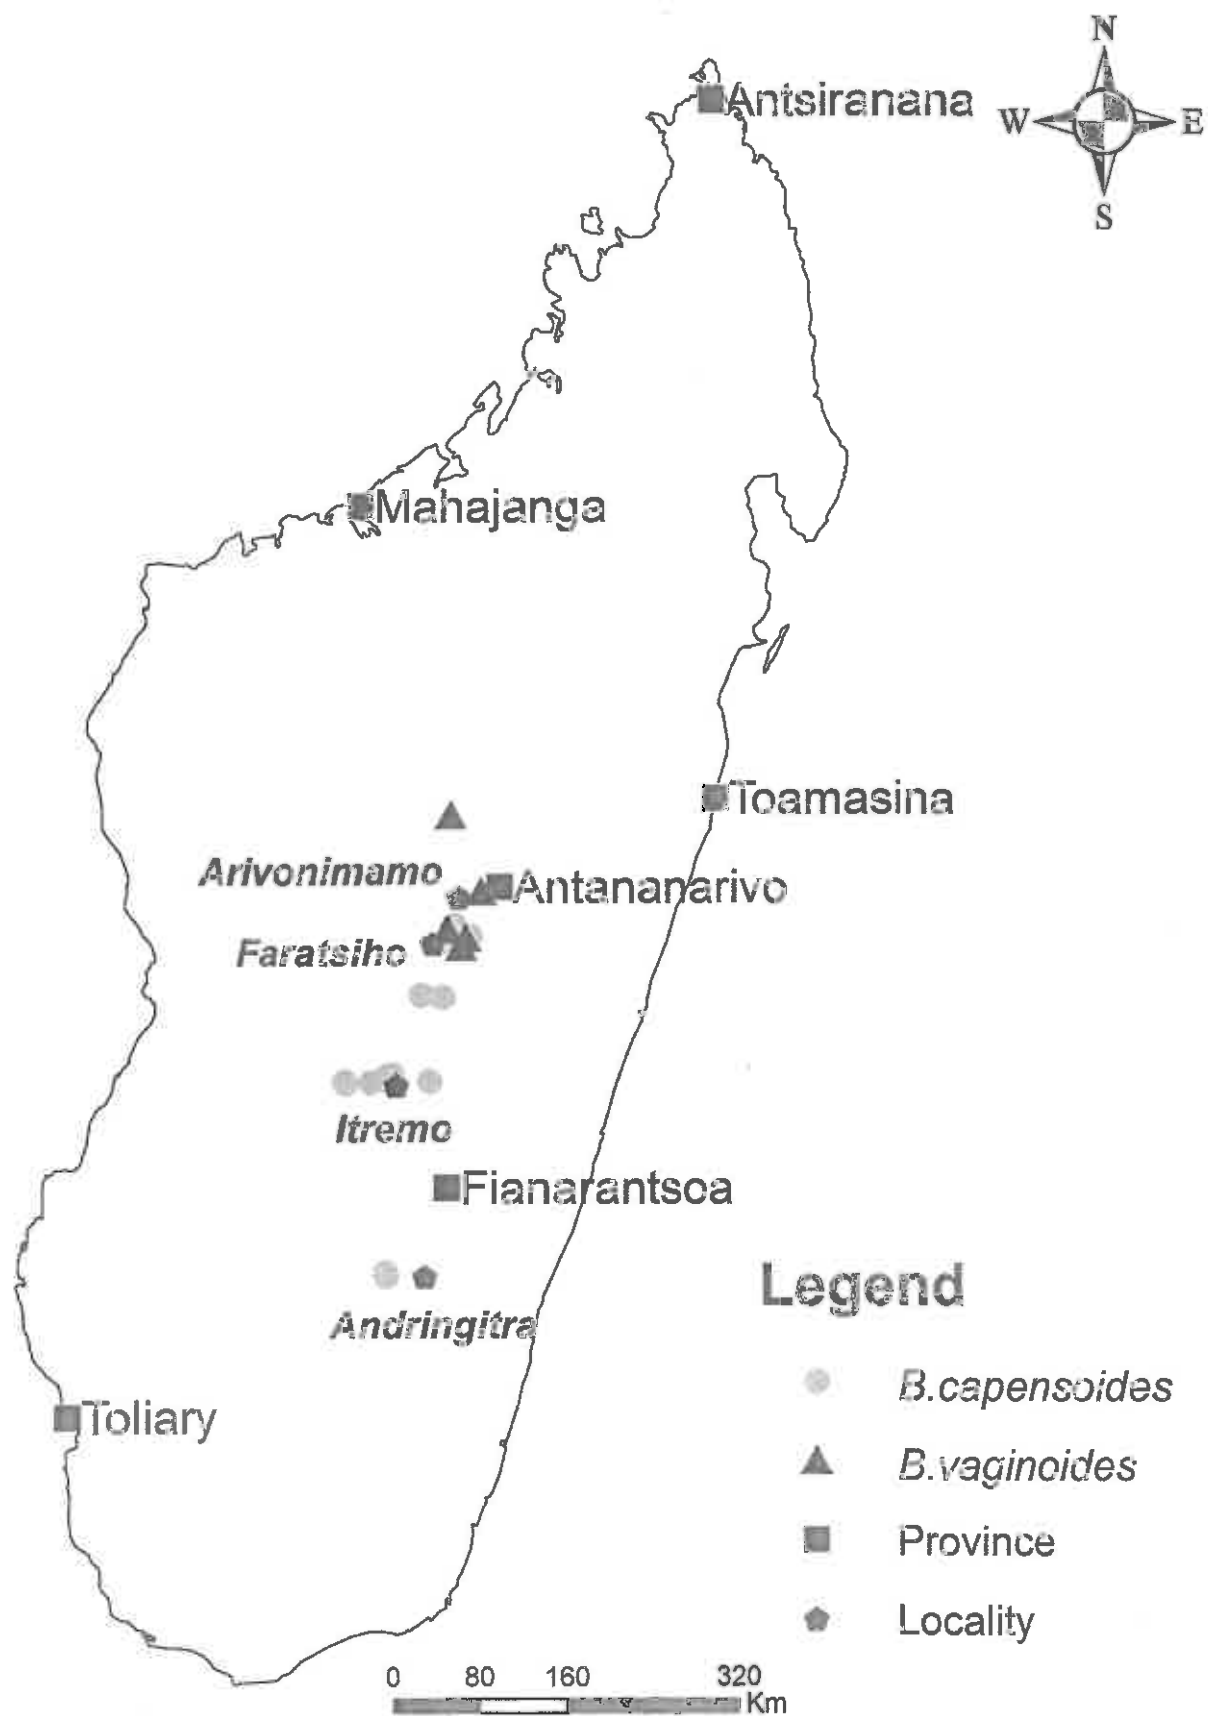 N
Antsiranana
W
E
S
Mahajanga
Toamasina
Arivonimamo
Antananarivo
Faratsiho
Itremo
Fianarantsoa
Legend
Andringitra
B.capensoides
Toliary
B.vaginoides
Province
Locality
0 80 160 320
Km